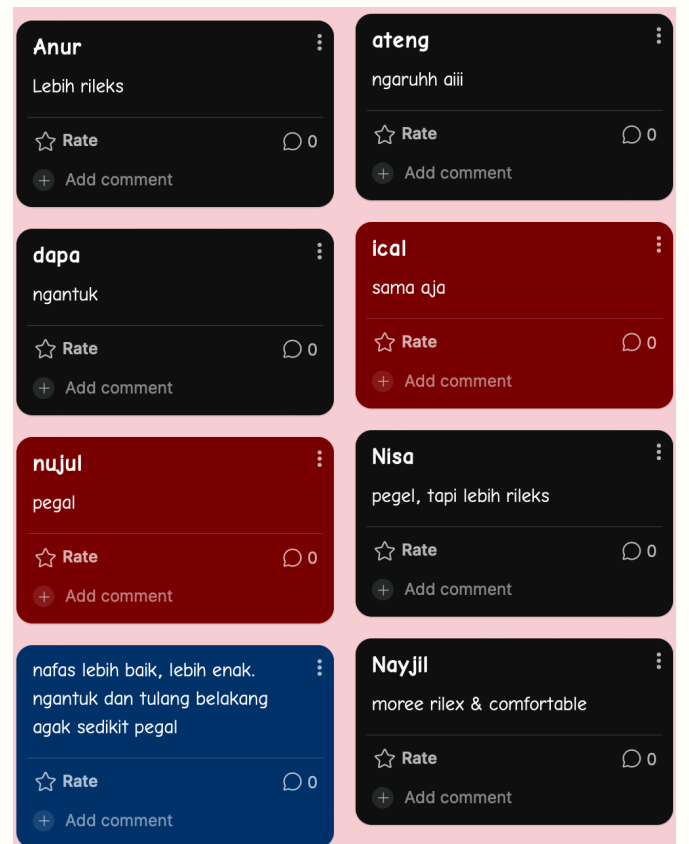 Anur
Lebih rileks
Rate
0
Add comment
dapa
ngantuk
Rate
0
Add comment
nujul
pegal
Rate
0
Add comment
nafas lebih baik, lebih enak.
ngantuk dan tulang belakang
agak sedikit pegal
Rate
0
Add comment
ateng
ngaruhh aiii
Rate
0
Add comment
ical
sama aja
Rate
0
Add comment
Nisa
pegel, tapi lebih rileks
Rate
0
Add comment
Nayjil
moree rilex & comfortable
Rate
0
Add comment